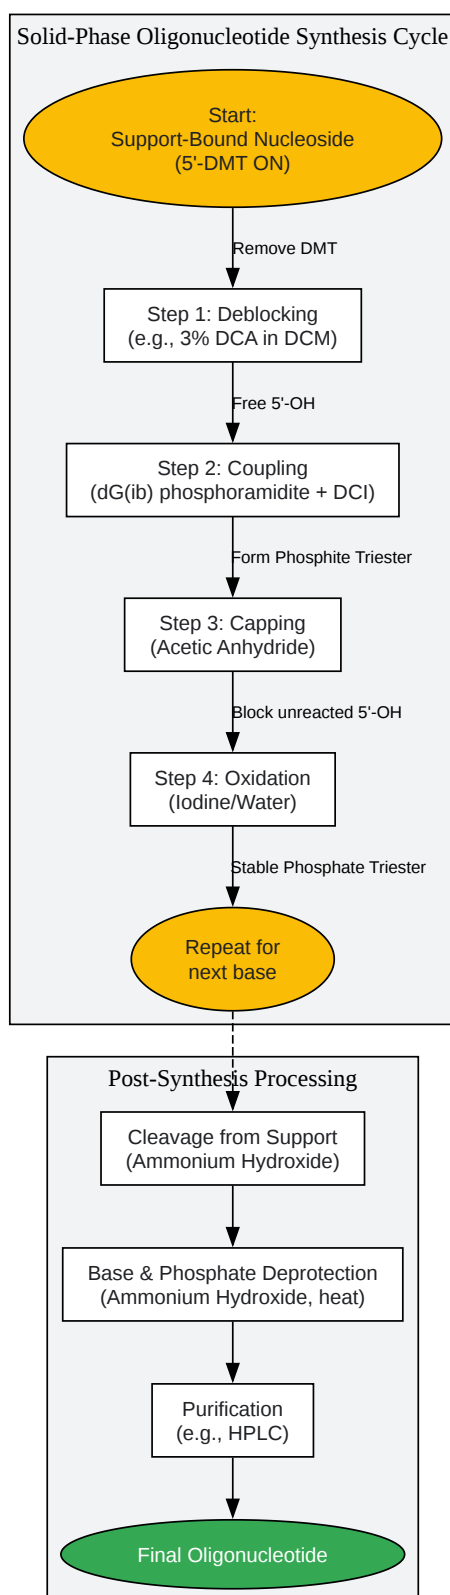 Solid-Phase Oligonucleotide Synthesis Cycle
Start:
Support-Bound Nucleoside
(5'-DMT ON)
Remove DMT
Step 1: Deblocking
(e.g., 3% DCA in DCM)
Free 5'-OH
Step 2: Coupling
(dG(ib) phosphoramidite + DCI)
Form Phosphite Triester
Step 3: Capping
(Acetic Anhydride)
Block unreacted 5'-OH
Step 4: Oxidation
(Iodine/Water)
Stable Phosphate Triester
Repeat for
next base
Post-Synthesis Processing
Cleavage from Support
(Ammonium Hydroxide)
Base & Phosphate Deprotection
(Ammonium Hydroxide, heat)
Purification
(e.g., HPLC)
Final Oligonucleotide